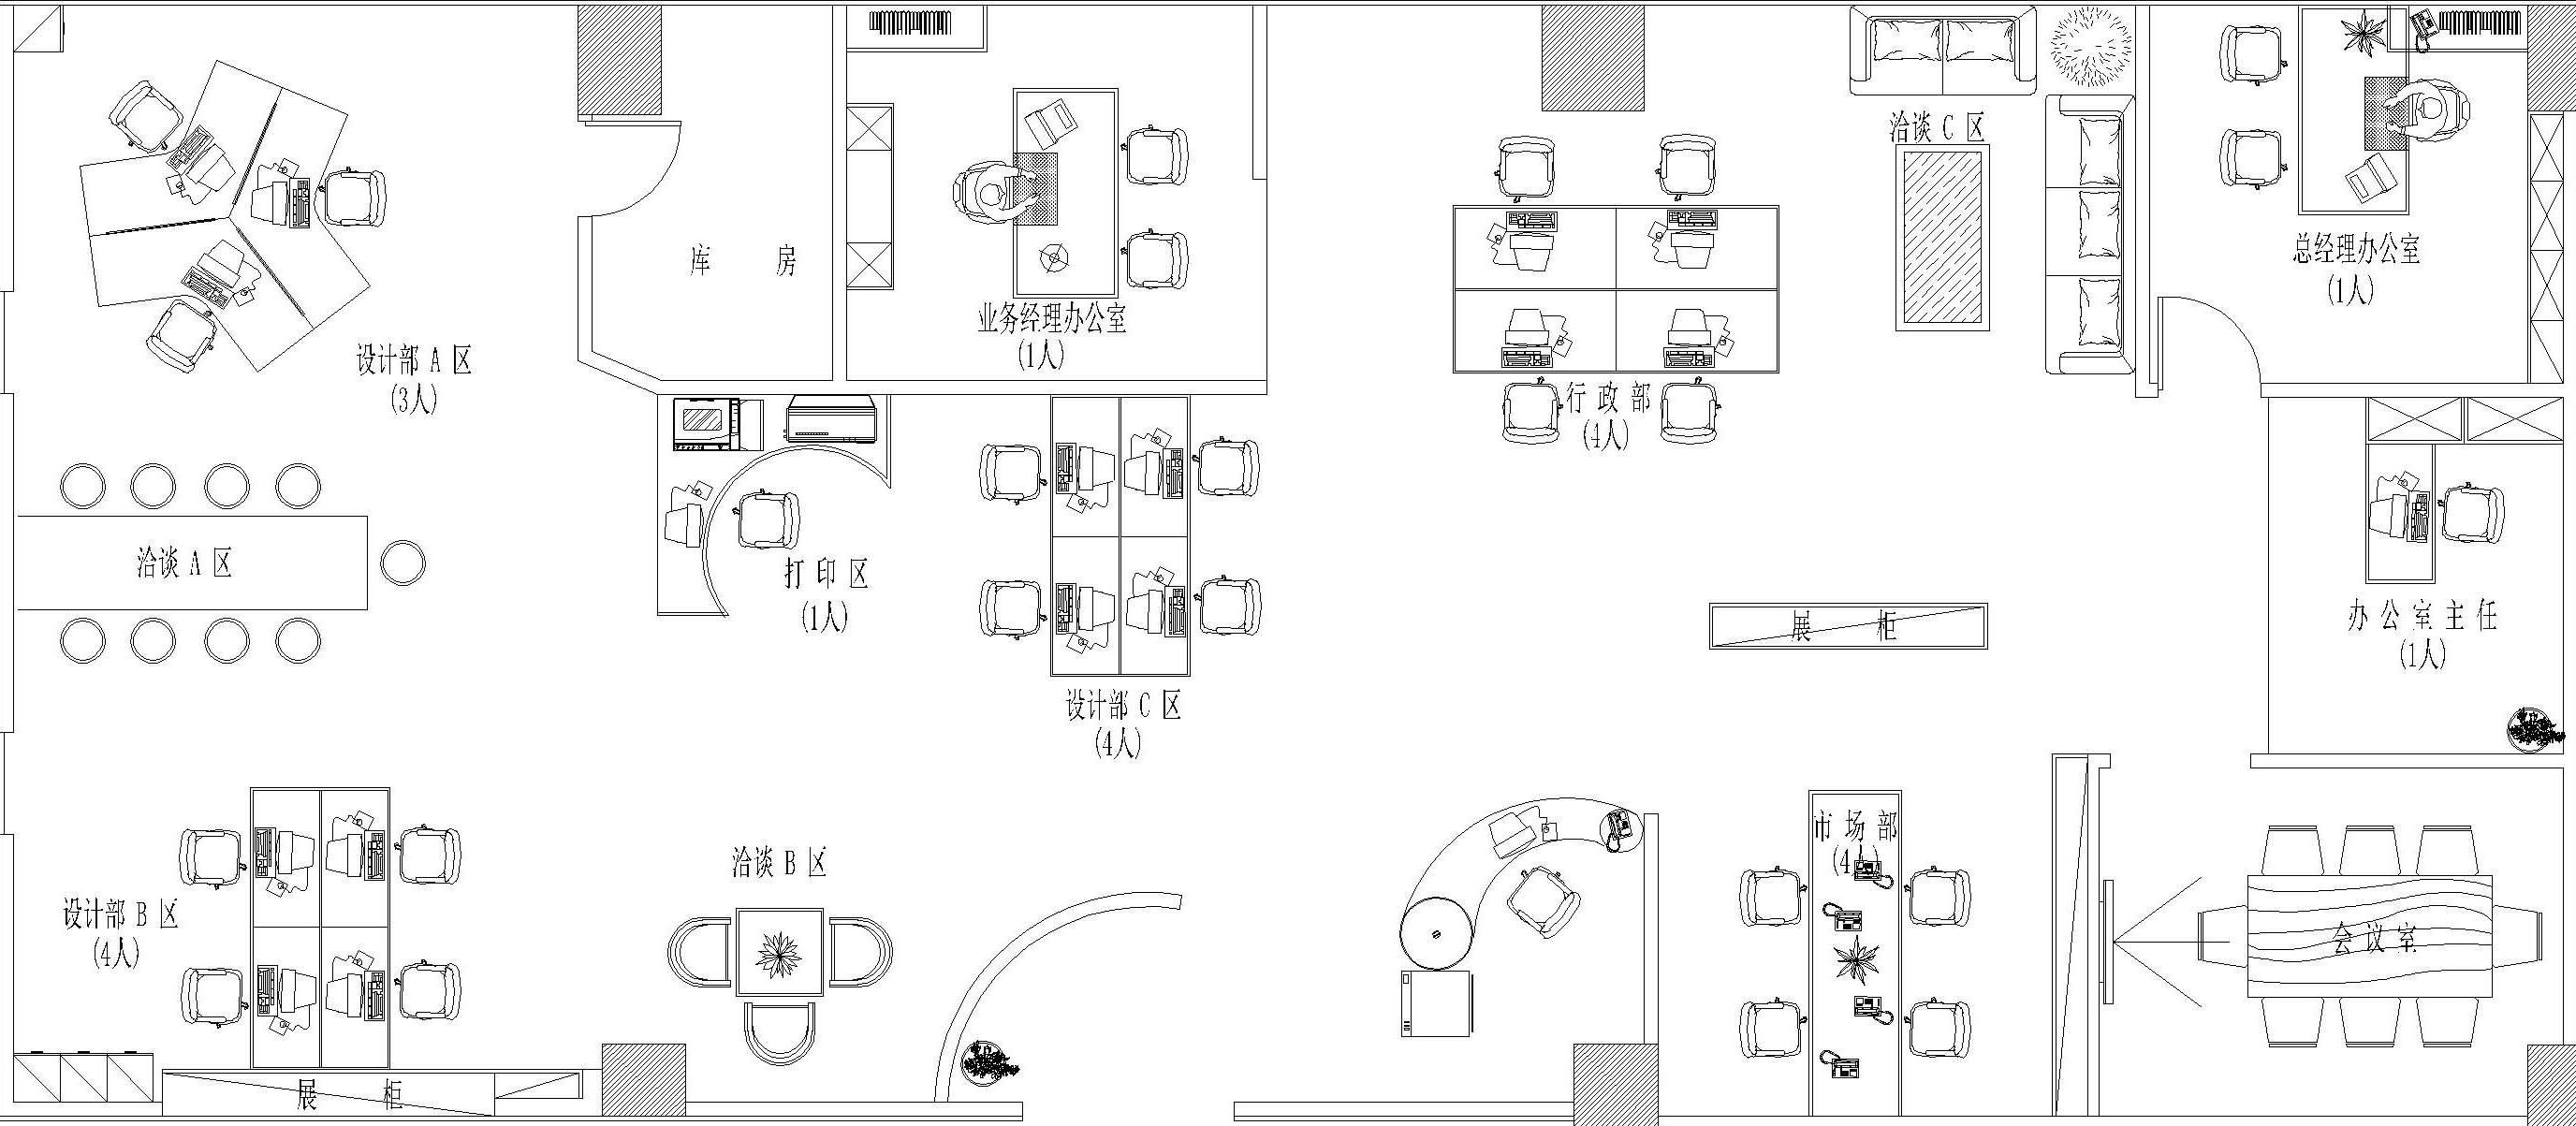 洽谈 C 区
库 房
总经理办公室
(1人)
业务经理办公室
(1人)
设计部 A 区
(3人)
行 政 部
(4人)
洽谈 A 区
打 印 区
(1人)
展 柜
办 公 室 主 任
(1人)
设计部 C 区
(4人)
市 场 部
(4人)
洽谈 B 区
设计部 B 区
(4人)
会 议 室
展 柜